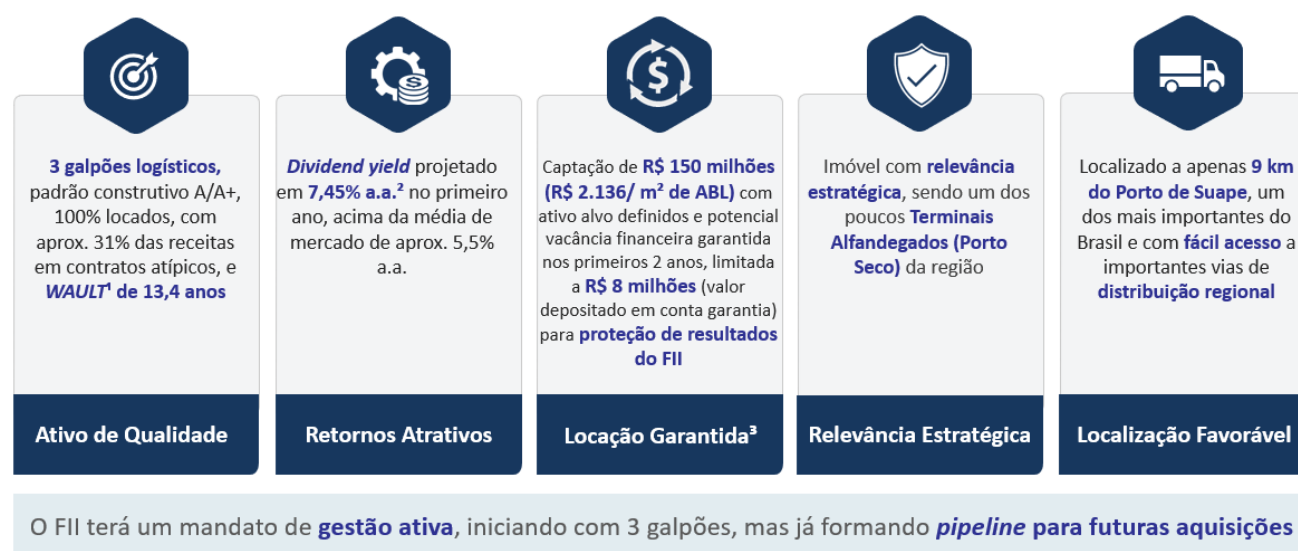 3 galpões logísticos,
padrão construtivo A/A+,
100% locados, com
aprox. 31% das receitas
em contratos atípicos, e
WAULT¹ de 13,4 anos
Ativo de Qualidade
Dividend yield projetado
em 7,45% a.a.² no primeiro
ano, acima da média de
mercado de aprox. 5,5%
a.a.
Retornos Atrativos
$
Captação de R$ 150 milhões
(R$ 2.136/ m² de ABL) com
ativo alvo definidos e potencial
vacância financeira garantida
nos primeiros 2 anos, limitada
a R$ 8 milhões (valor
depositado em conta garantia)
para proteção de resultados
do FII
Locação Garantida³
Imóvel com relevância
estratégica, sendo um dos
poucos Terminais
Alfandegados (Porto
Seco) da região
Relevância Estratégica
Localizado a apenas 9 km
do Porto de Suape, um
dos mais importantes do
Brasil e com fácil acesso a
importantes vias de
distribuição regional
Localização Favorável
O FII terá um mandato de gestão ativa, iniciando com 3 galpões, mas já formando pipeline para futuras aquisições